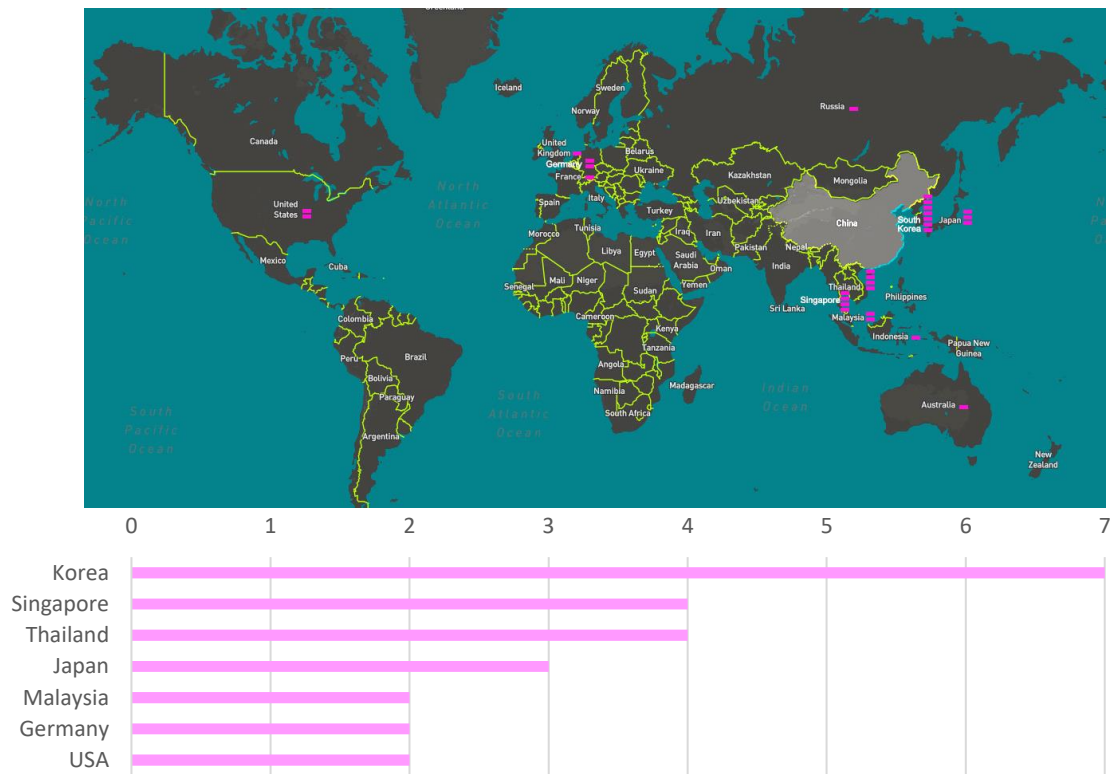 Greenland
Iceland
Sweden
Norway
Russia
Canada
United
Kingdom
Belarus
Germany
Ukraine
France
Kazakhstan
Mongolia
North
Atlantic
Ocean
North
Pacific
Ocean
United
States
Spain
Italy
Turkey
Uzbekistan
China
South
Korea
Japan
N
Pa
Oc
Morocco
Tunisia
Iraq
Iran
Pakistan
Nepal
Mexico
Cuba
Libya
Egypt
Saudi
Arabia
Oman
India
Senegal
Mali
Niger
Sudan
Yemen
Thailand
Philippines
Singapore
Sri Lanka
Malaysia
Colombia
Cameroon
Kenya
Indonesia
Papua New
Guinea
Peru
Brazil
Tanzania
Bolivia
Angola
Madagascar
Indian
Ocean
Paraguay
Namibia
South
Atlantic
Ocean
South
Pacific
Ocean
South Africa
Australia
Argentina
New
Zealand
0 1 2 3 4 5 6 7
Korea
Singapore
Thailand
Japan
Malaysia
Germany
USA